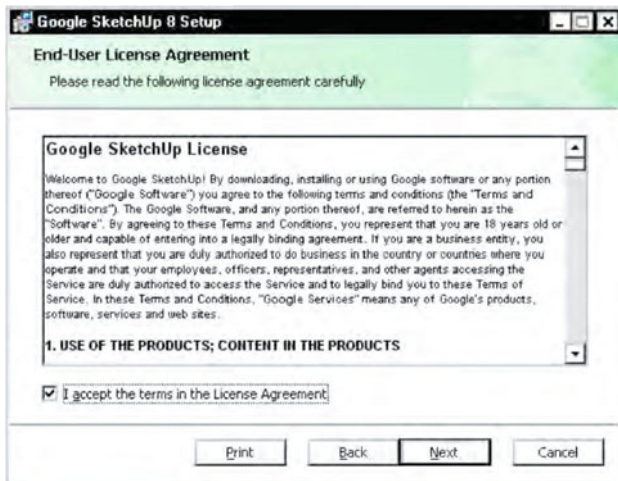 Google SketchUp 8 Setup
End-User License Agreement
Please read the following license agreement carefully
Google SketchUp License
Welcome to Google SketchUp! By downloading, installing or using Google software or any portion
thereof ("Google Software") you agree to the following terms and conditions (the "Terms and
Conditions"). The Google Software, and any portion thereof, are referred to herein as the
"Software". By agreeing to these Terms and Conditions, you represent that you are 18 years old or
older and capable of entering into a legally binding agreement. If you are a business entity, you
also represent that you are duly authorized to do business in the country or countries where you
operate and that your employees, officers, representatives, and other agents accessing the
Service are duly authorized to access the Service and to legally bind you to these Terms of
Service. In these Terms and Conditions, "Google Services" means any of Google's products,
software, services and web sites.
1. USE OF THE PRODUCTS; CONTENT IN THE PRODUCTS
I accept the terms in the License Agreement
Print Back Next Cancel